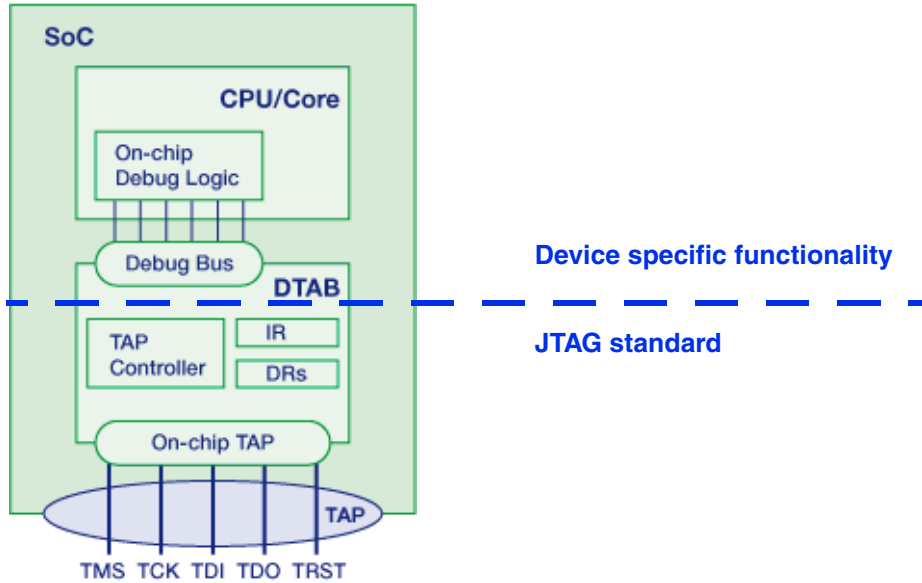 SoC
CPU/Core
On-chip
Debug Logic
Debug Bus
DTAB
Device specific functionality
JTAG standard
TAP
Controller
IR
DRs
On-chip TAP
TAP
TMS TCK TDI TDO TRST